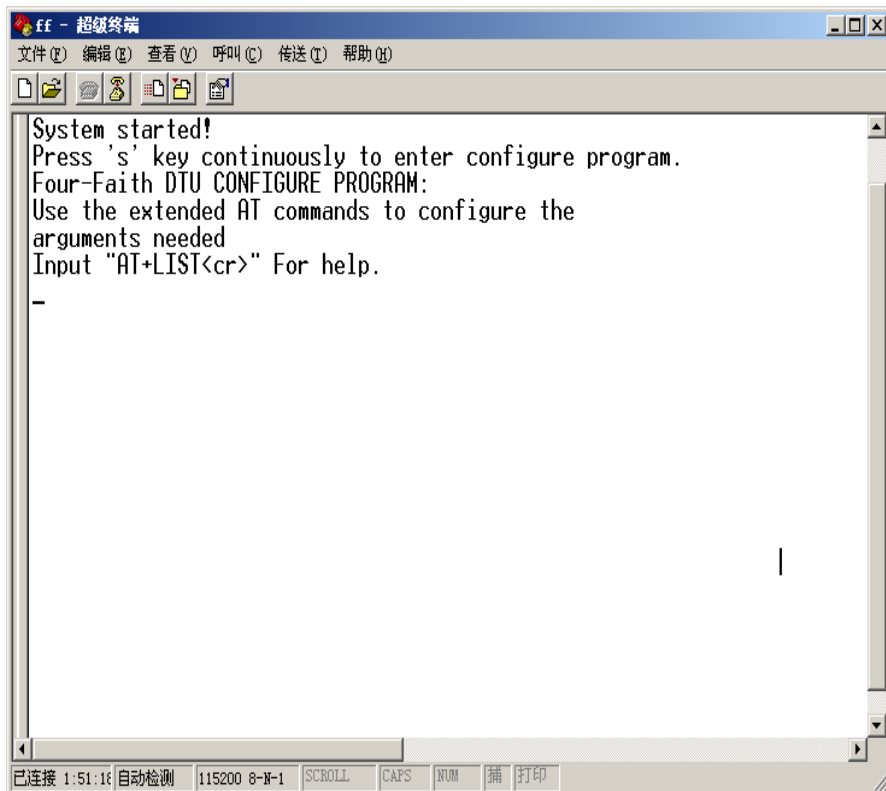 ff - 超级终端
文件(F) 编辑(E) 查看(V) 呼叫(C) 传送(T) 帮助(H)
System started!
Press 's' key continuously to enter configure program.
Four-Faith DTU CONFIGURE PROGRAM:
Use the extended AT commands to configure the
arguments needed
Input "AT+LIST<cr>" For help.
已连接 1:51:18 自动检测 115200 8-N-1 SCROLL CAPS NUM 捕 打印